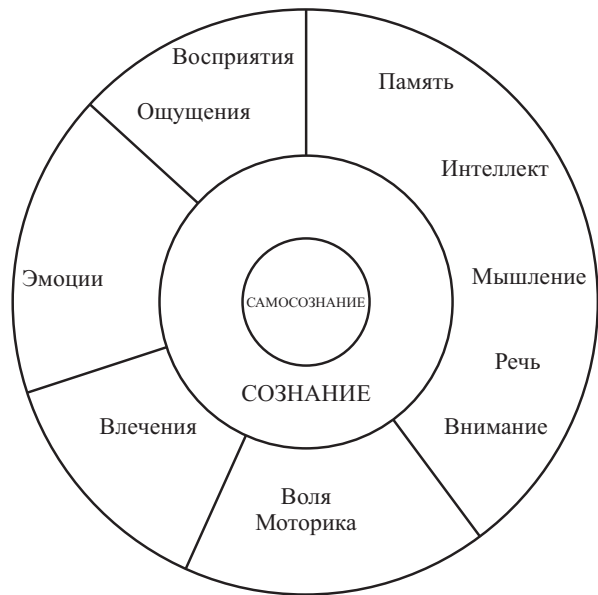 Восприятия
Ощущения
Память
Интеллект
Мышление
Речь
Внимание
Воля
Моторика
Влечения
Эмоции
САМОСОЗНАНИЕ
СОЗНАНИЕ